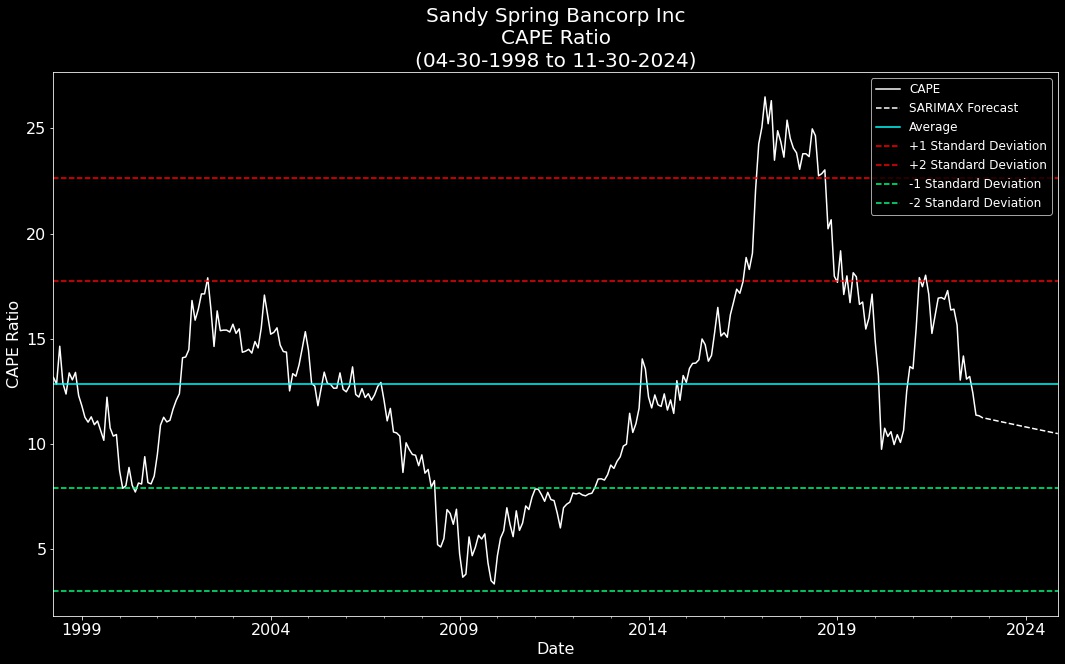 Sandy Spring Bancorp Inc
CAPE Ratio
(04-30-1998 to 11-30-2024)
CAPE
SARIMAX Forecast
Average
+1 Standard Deviation
+2 Standard Deviation
-1 Standard Deviation
-2 Standard Deviation
25
20
15
10
5
CAPE Ratio
1999 2004 2009 2014 2019 2024
Date